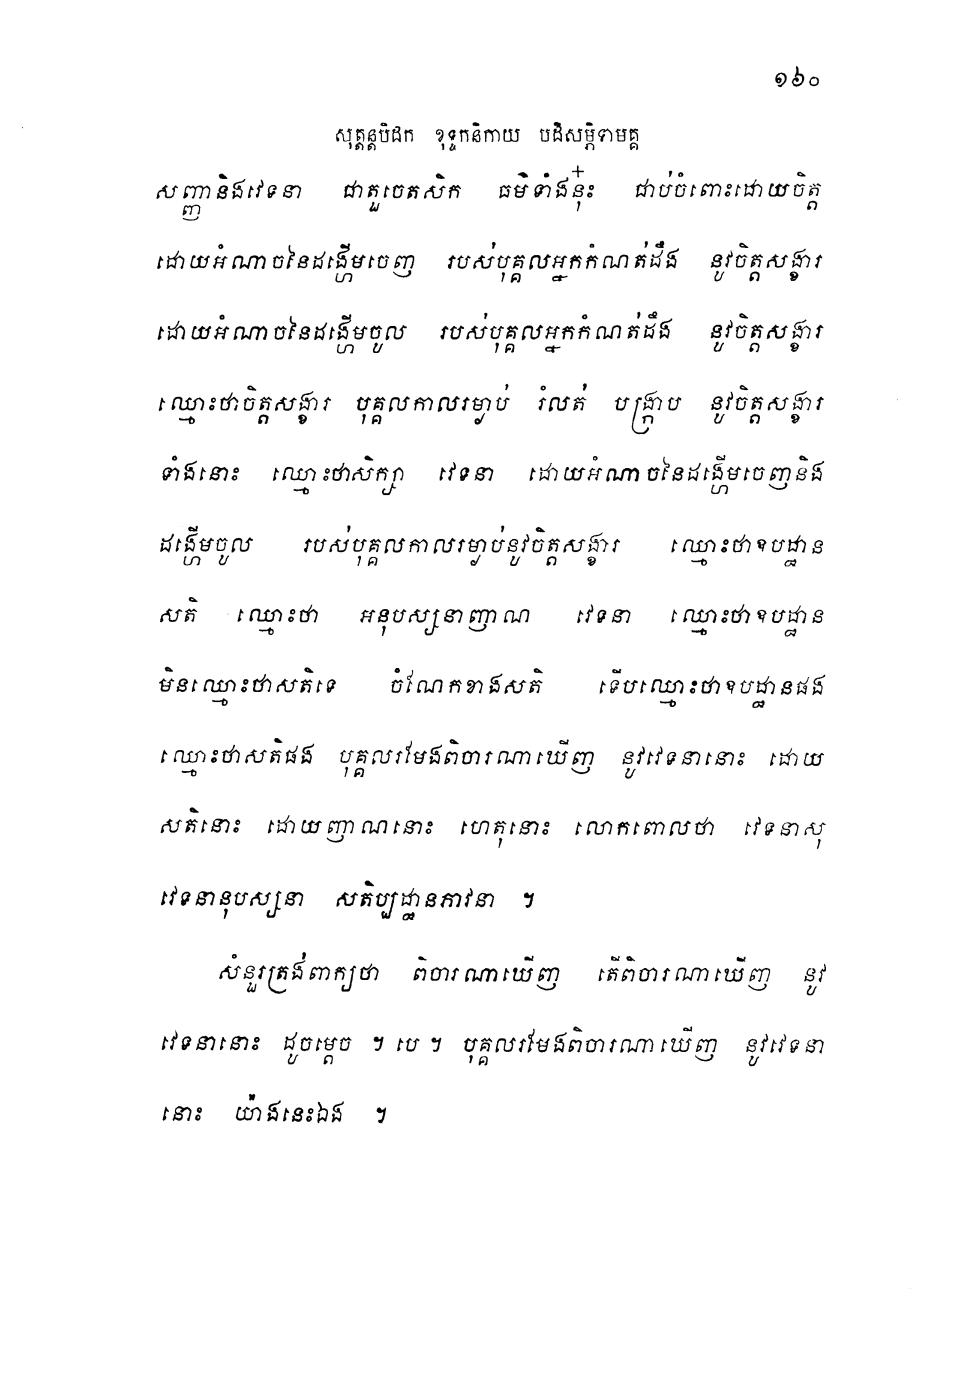 ១៦០
សុត្តន្តបិដក ខុទ្ទកនិកាយ បដិសម្ភិទាមគ្គ
សញ្ញានិងវេទនា ជាតួចេតសិក ធម៌ទាំងនុ៎ះ ជាប់ចំពោះដោយចិត្ត
ដោយអំណាចនៃដង្ហើមចេញ របស់បុគ្គលអ្នកកំណត់ដឹង នូវចិត្តសង្ខារ
ដោយអំណាចនៃដង្ហើមចូល របស់បុគ្គលអ្នកកំណត់ដឹង នូវចិត្តសង្ខារ
ឈ្មោះថាចិត្តសង្ខារ បុគ្គលកាលរម្ងាប់ រំលត់ បង្ក្រាប នូវចិត្តសង្ខារ
ទាំងនោះ ឈ្មោះថាសិក្សា វេទនា ដោយអំណាចនៃដង្ហើមចេញនិង
ដង្ហើមចូល របស់បុគ្គលកាលរម្ងាប់នូវចិត្តសង្ខារ ឈ្មោះថាឧបដ្ឋាន
សតិ ឈ្មោះថា អនុបស្សនាញាណ វេទនា ឈ្មោះថាឧបដ្ឋាន
មិនឈ្មោះថាសតិទេ ចំណែកខាងសតិ ទើបឈ្មោះថាឧបដ្ឋានផង
ឈ្មោះថាសតិផង បុគ្គលរមែងពិចារណាឃើញ នូវវេទនានោះ ដោយ
សតិនោះ ដោយញាណនោះ ហេតុនោះ លោកពោលថា វេទនាសុ
វេទនានុបស្សនា សតិប្បដ្ឋានភាវនា ។
សំនួរត្រង់ពាក្យថា ពិចារណាឃើញ តើពិចារណាឃើញ នូវ
វេទនានោះ ដូចម្តេច ។ បេ ។ បុគ្គលរមែងពិចារណាឃើញ នូវវេទនា
នោះ យ៉ាងនេះឯង ។